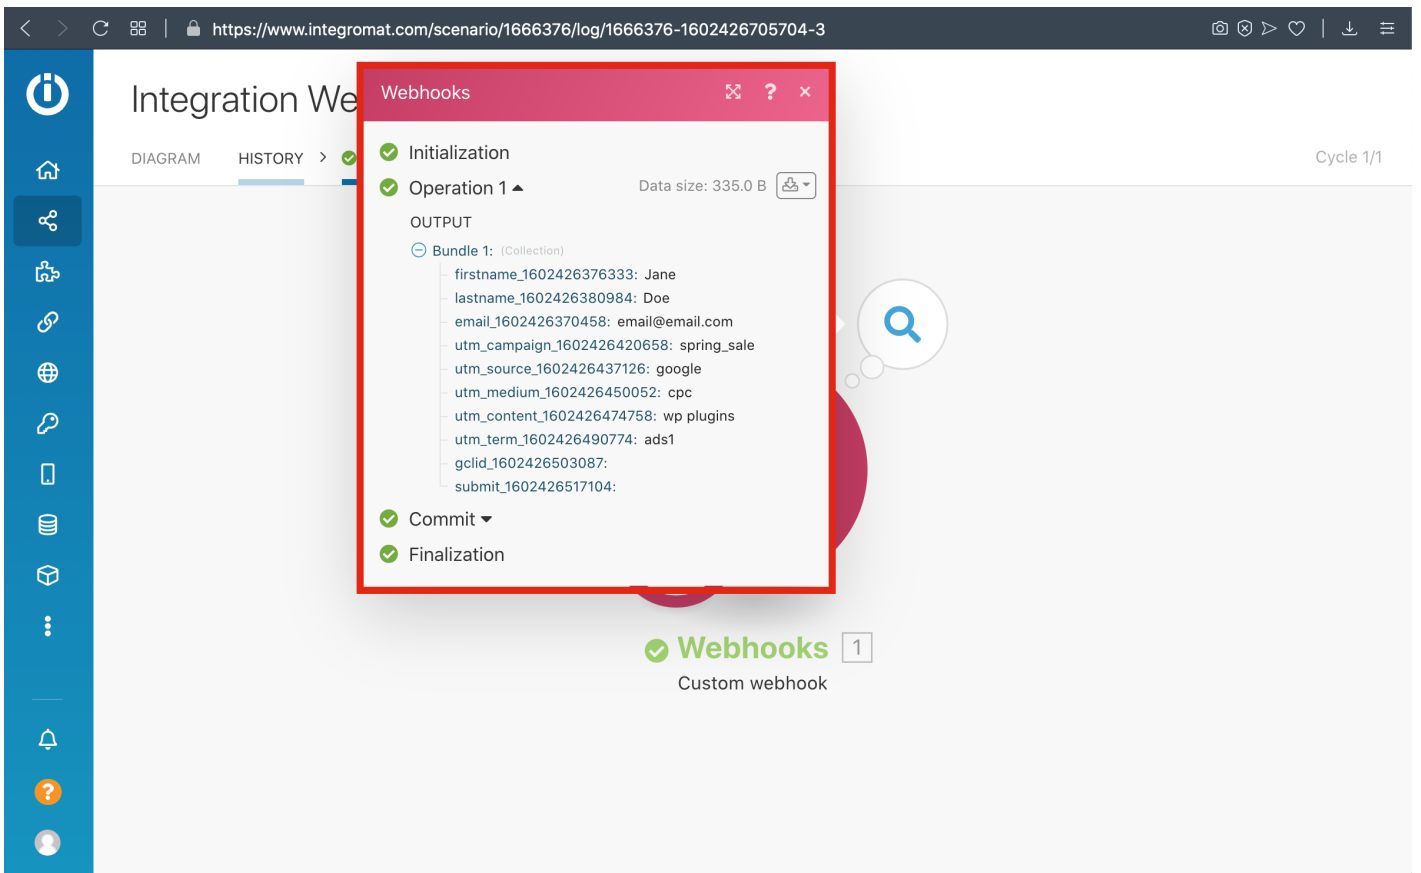 https://www.integromat.com/scenario/1666376/log/1666376-1602426705704-3
Integration We
DIAGRAM HISTORY > Cycle 1/1
Webhooks ? ×
Initialization
Operation 1 Data size: 335.0 B
OUTPUT
Bundle 1: (Collection)
firstname_1602426376333: Jane
lastname_1602426380984: Doe
email_1602426370458: email@email.com
utm_campaign_1602426420658: spring_sale
utm_source_1602426437126: google
utm_medium_1602426450052: cpc
utm_content_1602426474758: wp plugins
utm_term_1602426490774: ads1
gclid_1602426503087:
submit_1602426517104:
Commit
Finalization
Webhooks 1
Custom webhook
?